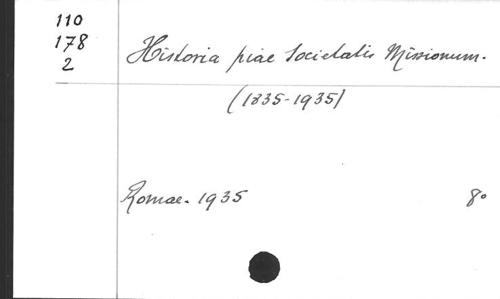 110
178
2
Historia piae Societatis Missionum.
(1835-1935)
Romae. 1935
8°